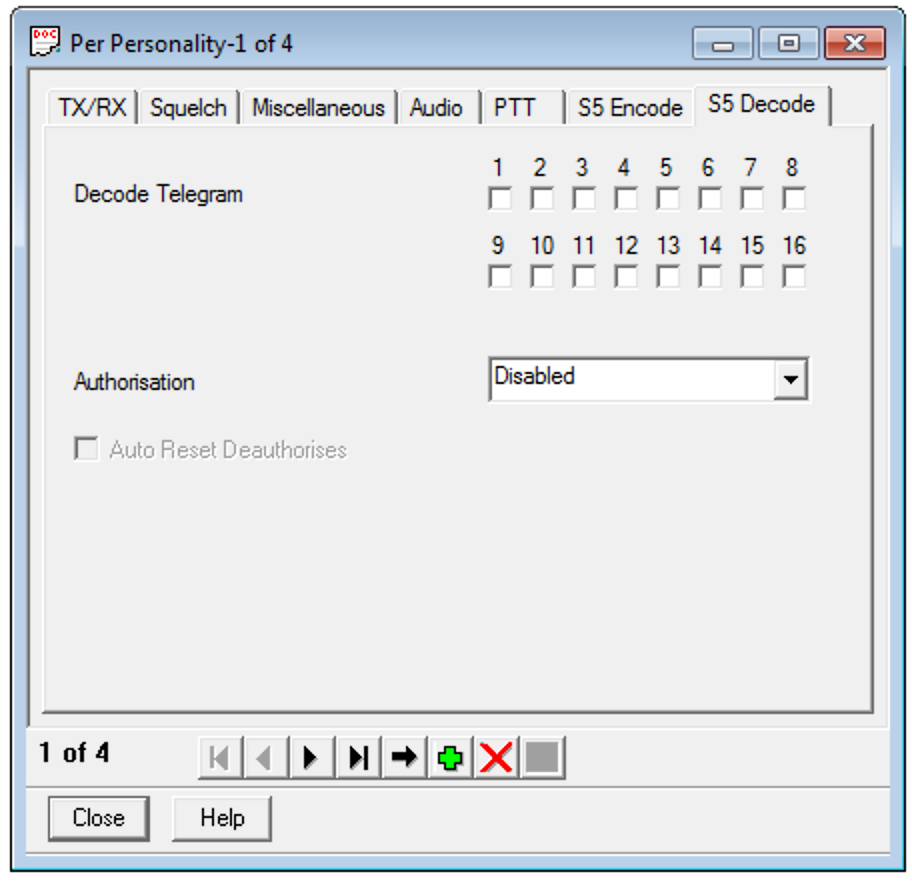 DOC Per Personality-1 of 4
TX/RX Squelch Miscellaneous Audio PTT S5 Encode S5 Decode
1 2 3 4 5 6 7 8
Decode Telegram
9 10 11 12 13 14 15 16
Authorisation Disabled
Auto Reset Deauthorises
1 of 4
Close Help